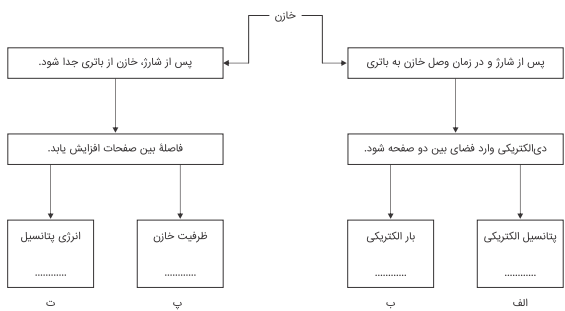 خازن
پس از شارژ و در زمان وصل خازن به باتری
پس از شارژ، خازن از باتری جدا شود.
دی‌الکتریکی وارد فضای بین دو صفحه شود.
فاصلهٔ بین صفحات افزایش یابد.
پتانسیل الکتریکی
............
بار الکتریکی
............
ظرفیت خازن
............
انرژی پتانسیل
............
الف
ب
پ
ت